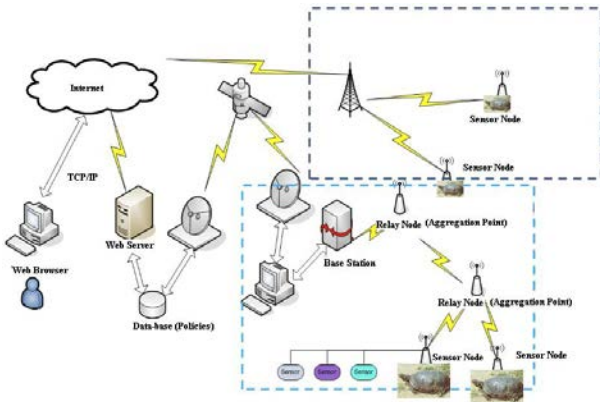 Internet
Sensor Node
TCP/IP
Sensor Node
Web Server
Relay Node (Aggregation Point)
Base Station
Web Browser
Relay Node (Aggregation Point)
Data-base (Policies)
Sensor Node
Sensor Node
Sensor
Sensor
Sensor